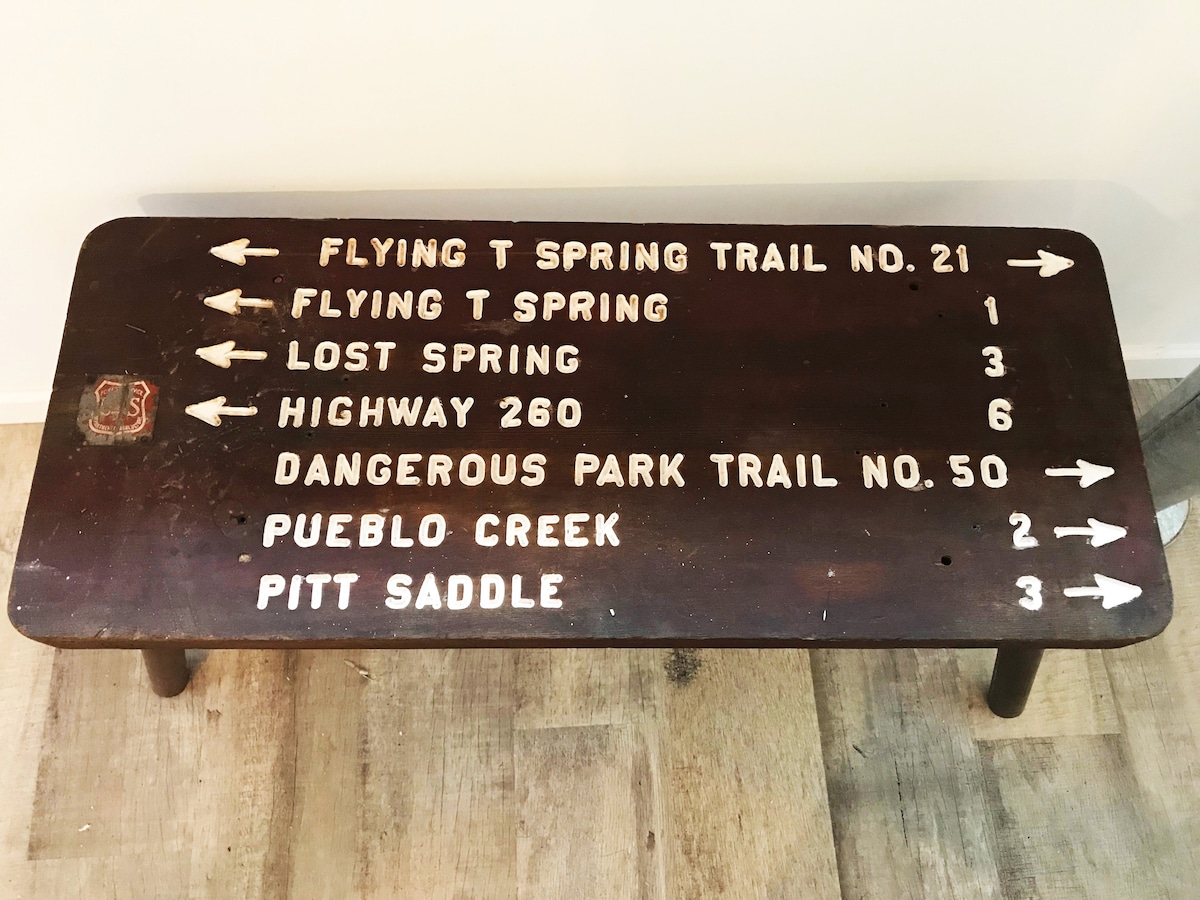 ← FLYING T SPRING TRAIL NO. 21 →
← FLYING T SPRING 1
← LOST SPRING 3
← HIGHWAY 260 6
DANGEROUS PARK TRAIL NO. 50 →
PUEBLO CREEK 2 →
PITT SADDLE 3 →